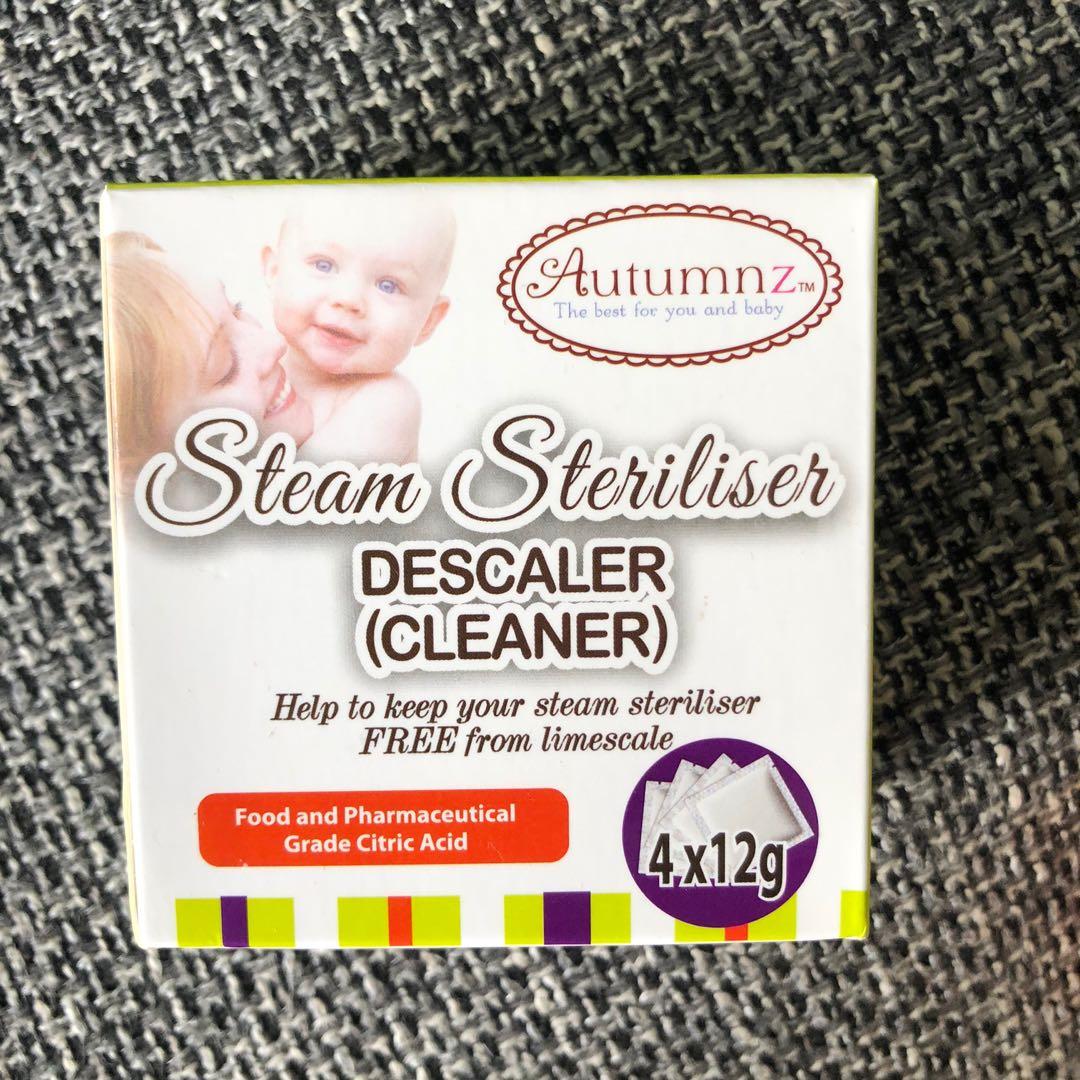 Autumnz™
The best for you and baby
Steam Steriliser
DESCALER
(CLEANER)
Help to keep your steam steriliser
FREE from limescale
Food and Pharmaceutical
Grade Citric Acid
4 x12g